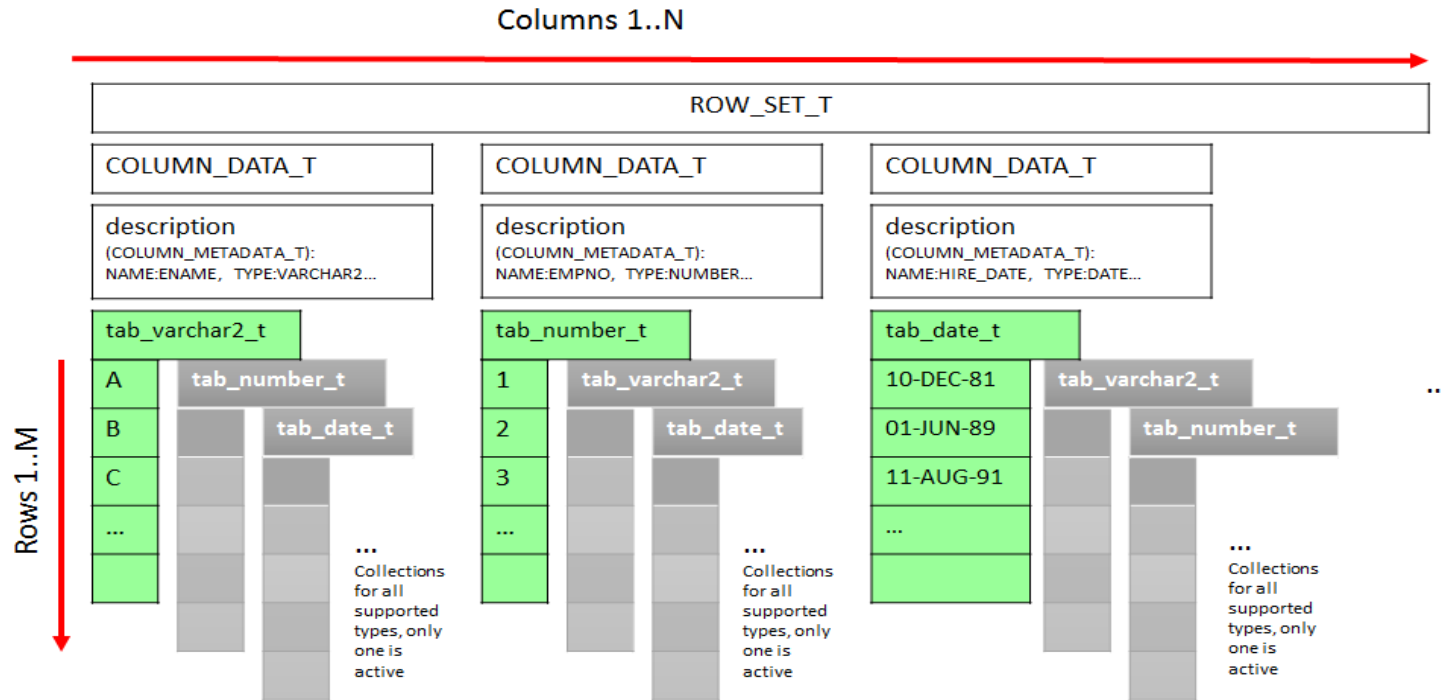 Columns 1..N
ROW_SET_T
COLUMN_DATA_T
COLUMN_DATA_T
COLUMN_DATA_T
description
(COLUMN_METADATA_T):
NAME:ENAME, TYPE:VARCHAR2...
description
(COLUMN_METADATA_T):
NAME:EMPNO, TYPE:NUMBER...
description
(COLUMN_METADATA_T):
NAME:HIRE_DATE, TYPE:DATE...
Rows 1..M
tab_varchar2_t
A
B
C
...
tab_number_t
tab_date_t
...
Collections
for all
supported
types, only
one is
active
tab_number_t
1
2
3
...
tab_varchar2_t
tab_date_t
...
Collections
for all
supported
types, only
one is
active
tab_date_t
10-DEC-81
01-JUN-89
11-AUG-91
...
tab_varchar2_t
tab_number_t
...
Collections
for all
supported
types, only
one is
active
..